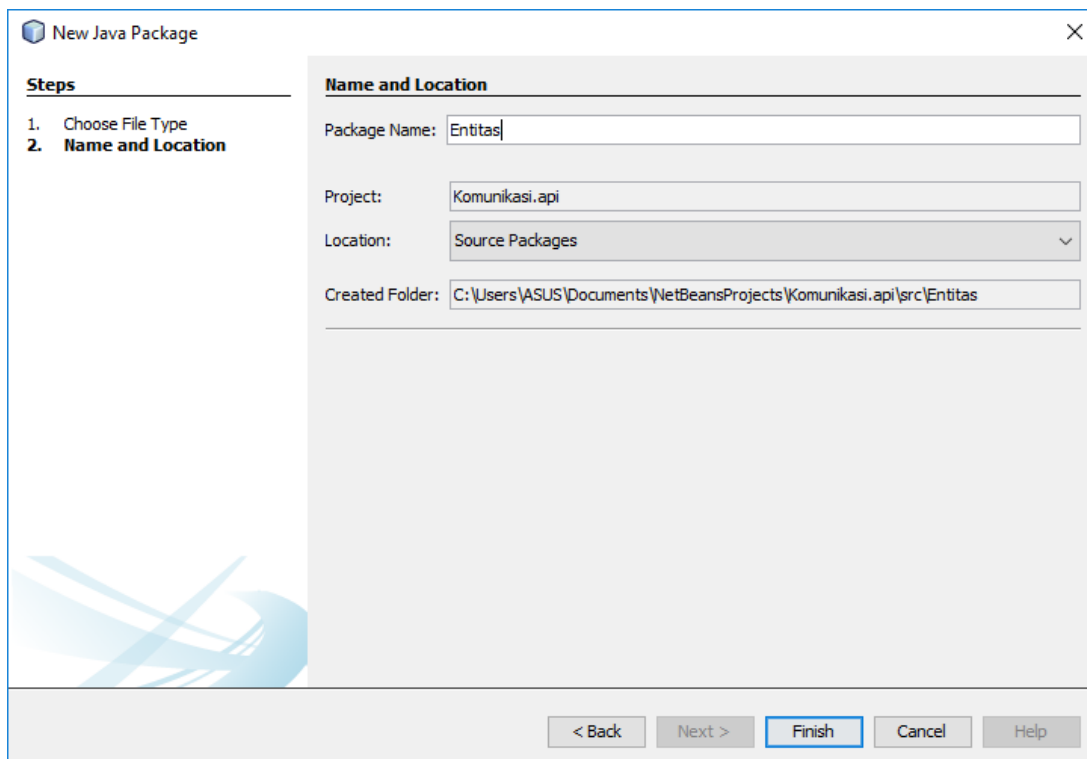 New Java Package
Steps
1. Choose File Type
2. Name and Location
Name and Location
Package Name: Entitas
Project: Komunikasi.api
Location: Source Packages
Created Folder: C:\Users\ASUS\Documents\NetBeansProjects\Komunikasi.api\src\Entitas
< Back Next > Finish Cancel Help